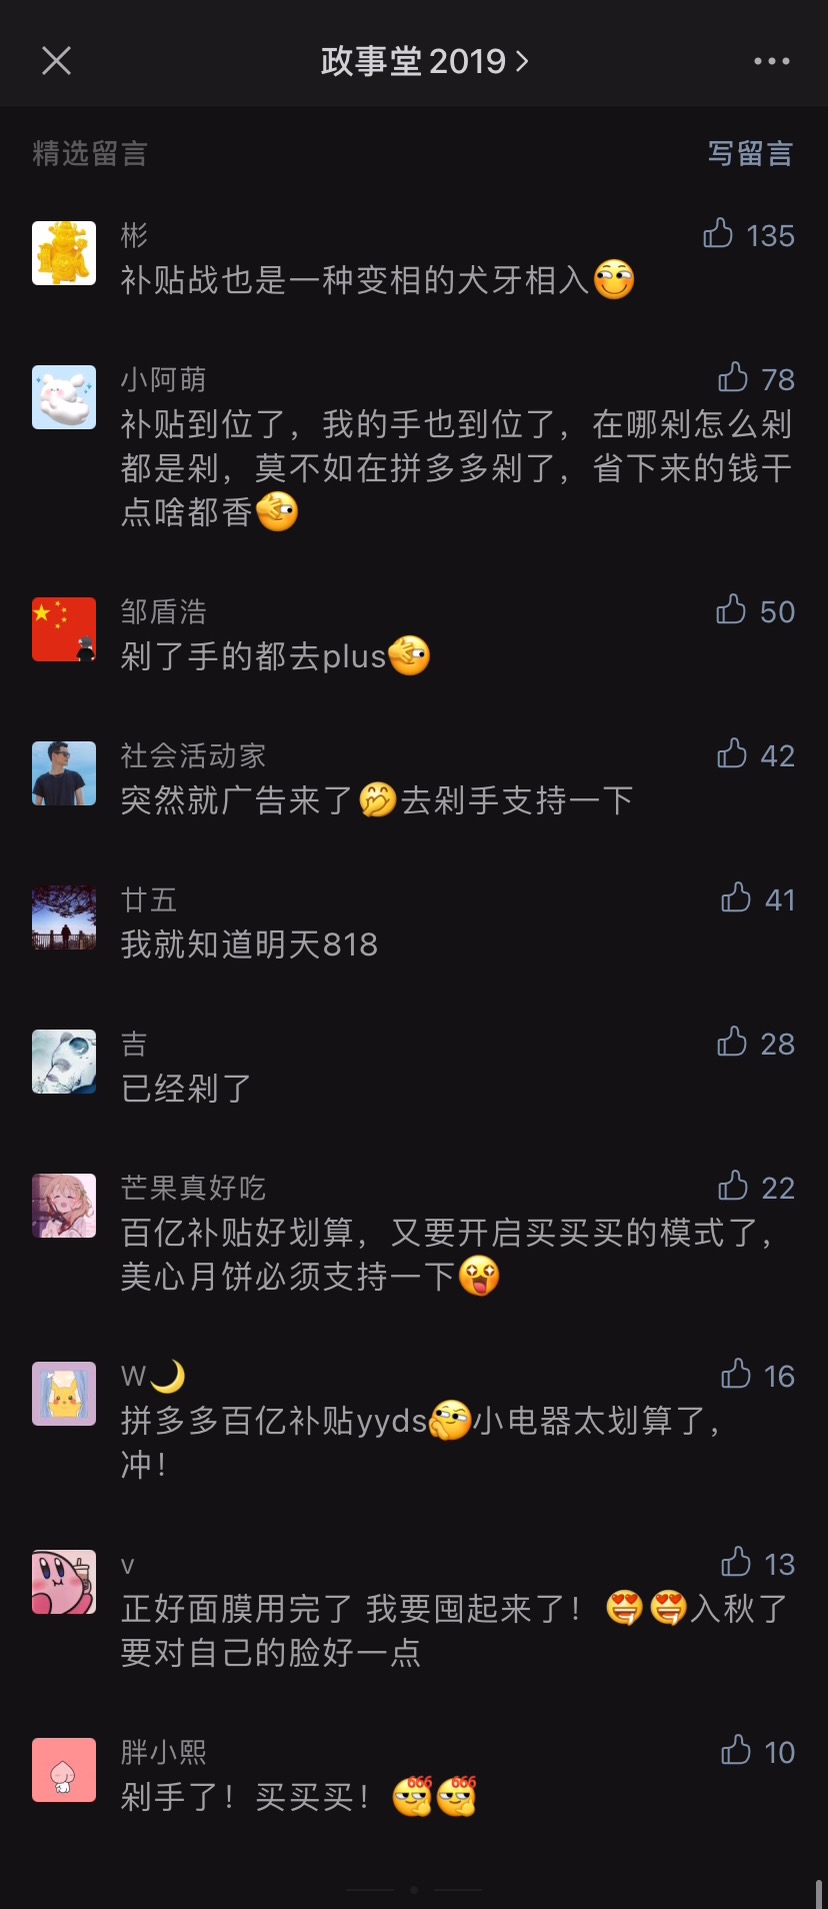 政事堂2019
精选留言 写留言
彬 135
补贴战也是一种变相的犬牙相入
小阿萌 78
补贴到位了，我的手也到位了，在哪剁怎么剁
都是剁，莫不如在拼多多剁了，省下来的钱干
点啥都香
邹盾浩 50
剁了手的都去plus
社会活动家 42
突然就广告来了去剁手支持一下
廿五 41
我就知道明天818
吉 28
已经剁了
芒果真好吃 22
百亿补贴好划算，又要开启买买买的模式了，
美心月饼必须支持一下
W🌙 16
拼多多百亿补贴yyds小电器太划算了，
冲！
v 13
正好面膜用完了 我要囤起来了！入秋了
要对自己的脸好一点
胖小熙 10
剁手了！买买买！666 666